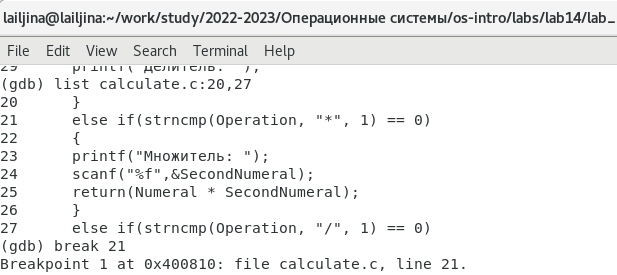 lailjina@lailjina:~/work/study/2022-2023/Операционные системы/os-intro/labs/lab14/lab_
File Edit View Search Terminal Help
29 printf("Делитель: ");
(gdb) list calculate.c:20,27
20 }
21 else if(strncmp(Operation, "*", 1) == 0)
22 {
23 printf("Множитель: ");
24 scanf("%f",&SecondNumeral);
25 return(Numeral * SecondNumeral);
26 }
27 else if(strncmp(Operation, "/", 1) == 0)
(gdb) break 21
Breakpoint 1 at 0x400810: file calculate.c, line 21.